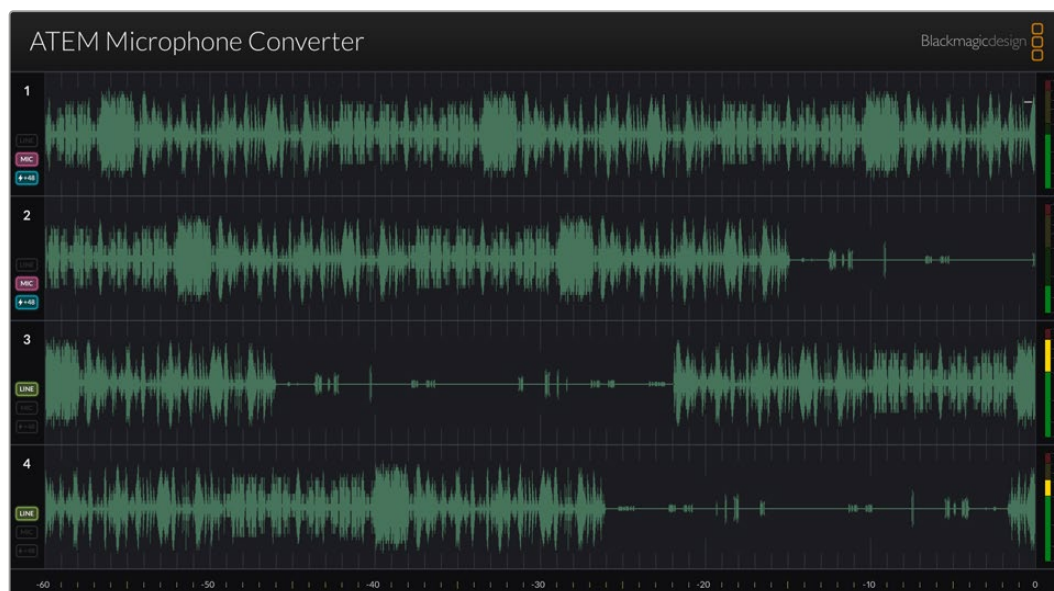 ATEM Microphone Converter
Blackmagicdesign
1
LINE
MIC
+48
2
LINE
MIC
+48
3
LINE
MIC
+48
4
LINE
MIC
+48
-60 -50 -40 -30 -20 -10 0